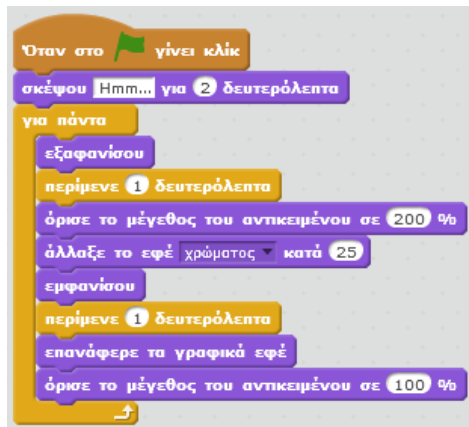 Όταν στο γίνει κλικ
σκέψου Hmm... για 2 δευτερόλεπτα
για πάντα
εξαφανίσου
περίμενε 1 δευτερόλεπτα
όρισε το μέγεθος του αντικειμένου σε 200 %
άλλαξε το εφέ χρώματος κατά 25
εμφανίσου
περίμενε 1 δευτερόλεπτα
επανάφερε τα γραφικά εφέ
όρισε το μέγεθος του αντικειμένου σε 100 %